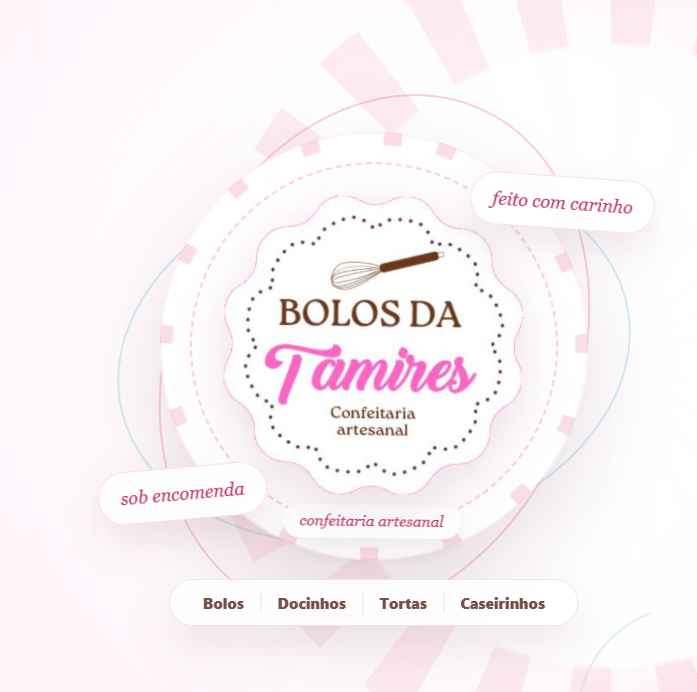 feito com carinho
BOLOS DA
Tamires
Confeitaria
artesanal
sob encomenda
confeitaria artesanal
Bolos
Docinhos
Tortas
Caseirinhos